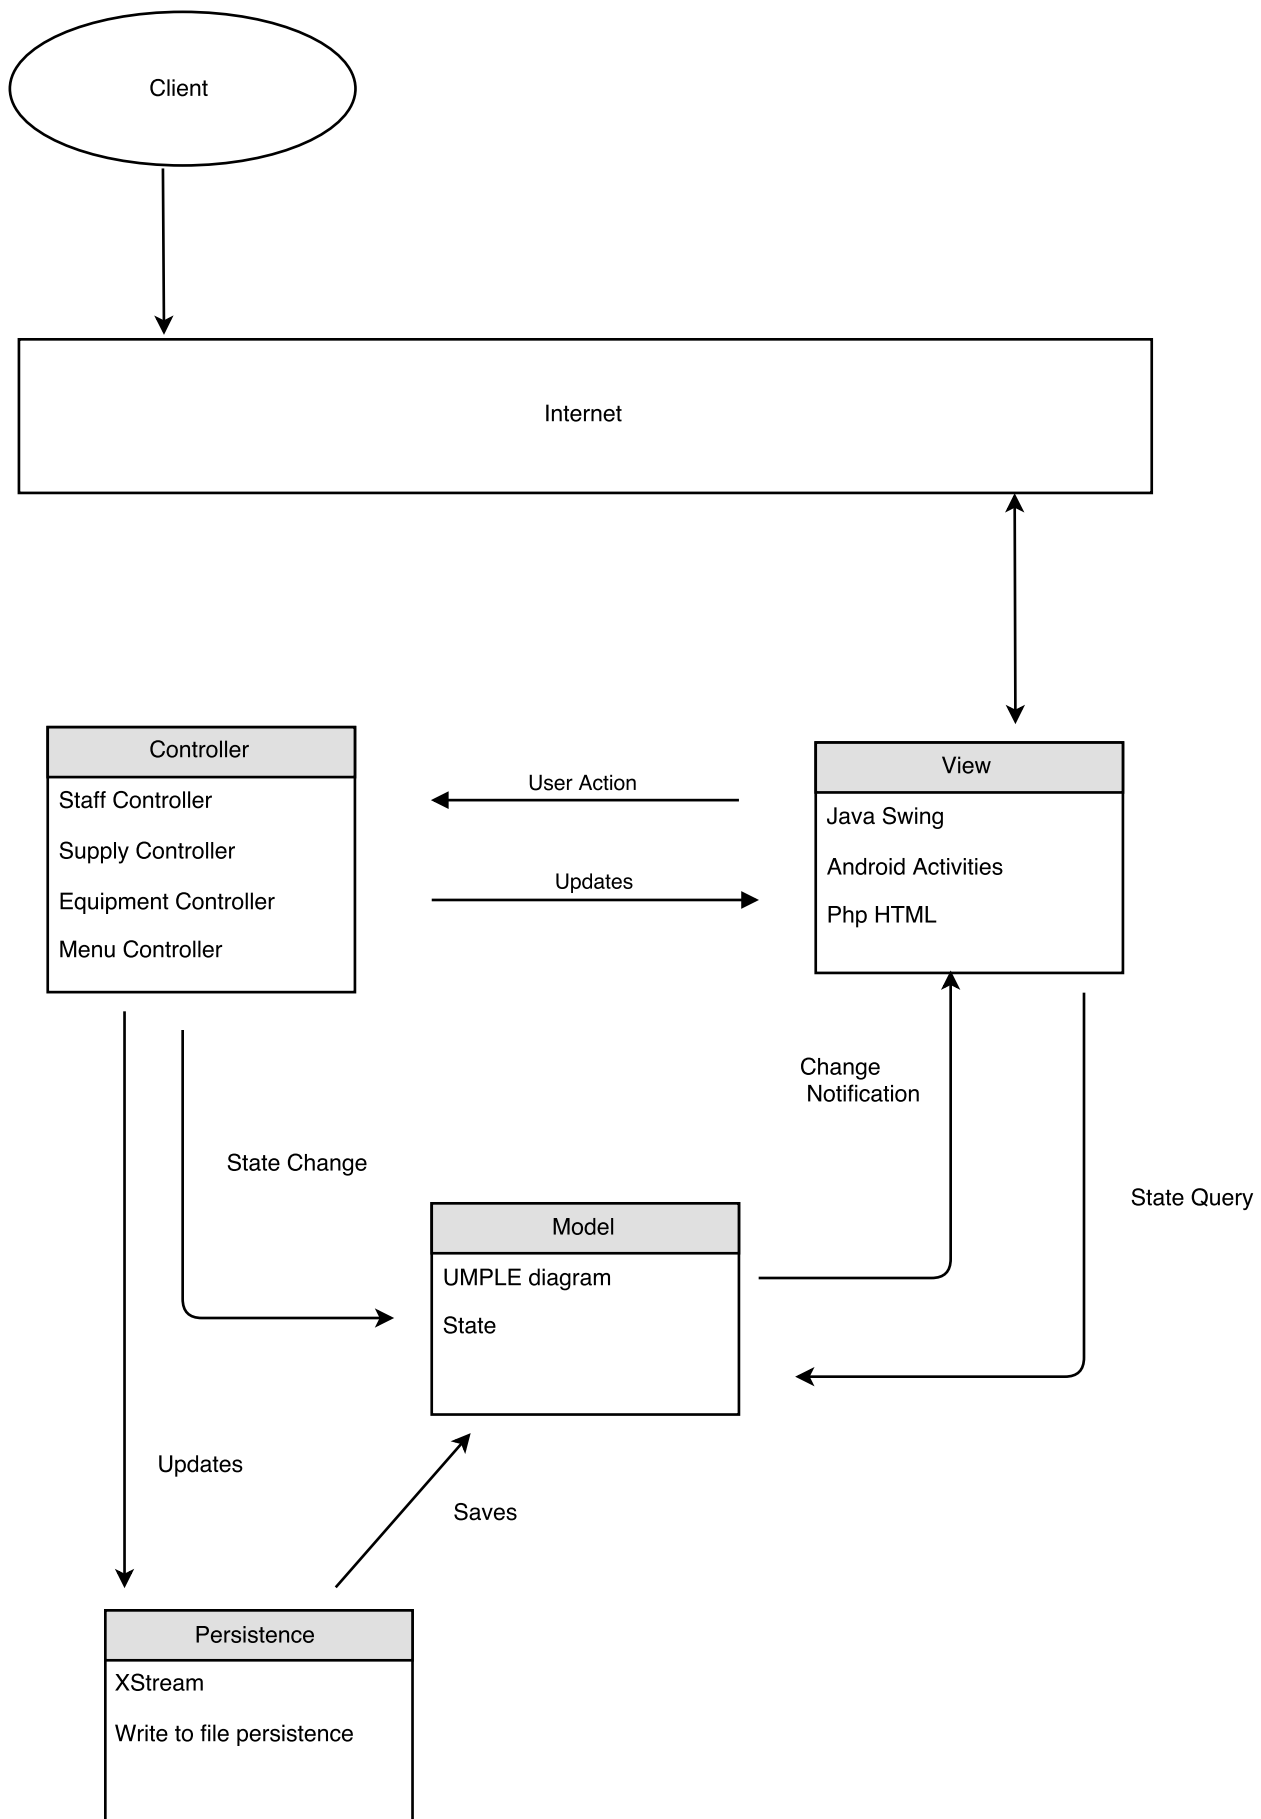 Client
Internet
Controller
Staff Controller
Supply Controller
Equipment Controller
Menu Controller
User Action
Updates
View
Java Swing
Android Activities
Php HTML
Change
Notification
State Change
State Query
Model
UMPLE diagram
State
Updates
Saves
Persistence
XStream
Write to file persistence